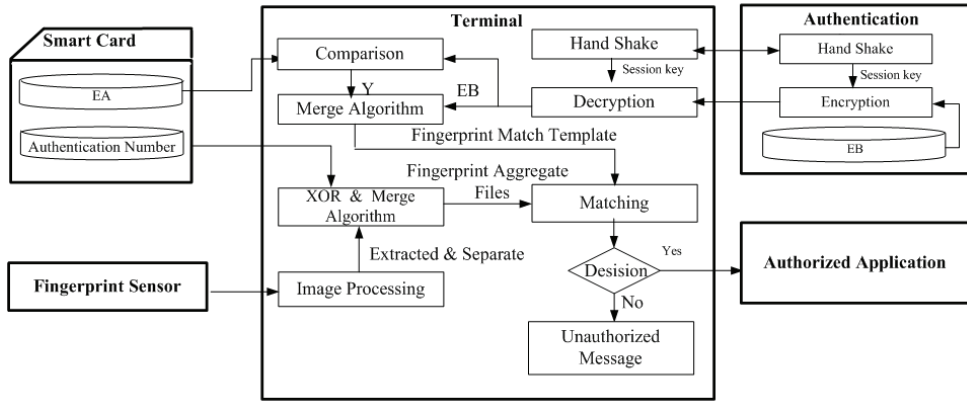 Smart Card
EA
Authentication Number
Fingerprint Sensor
Terminal
Comparison
Y
Merge Algorithm
EB
Hand Shake
Session key
Decryption
Fingerprint Match Template
Fingerprint Aggregate
Files
XOR & Merge
Algorithm
Extracted & Separate
Image Processing
Matching
Desision
Yes
No
Unauthorized
Message
Authentication
Hand Shake
Session key
Encryption
EB
Authorized Application